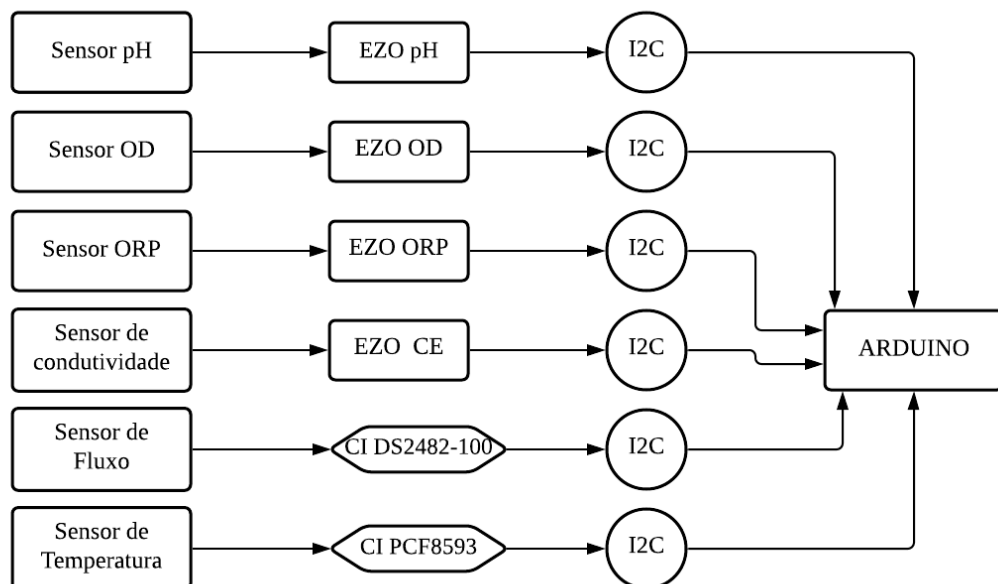 Sensor pH
EZO pH
I2C
Sensor OD
EZO OD
I2C
Sensor ORP
EZO ORP
I2C
Sensor de
condutividade
EZO CE
I2C
ARDUINO
Sensor de
Fluxo
CI DS2482-100
I2C
Sensor de
Temperatura
CI PCF8593
I2C